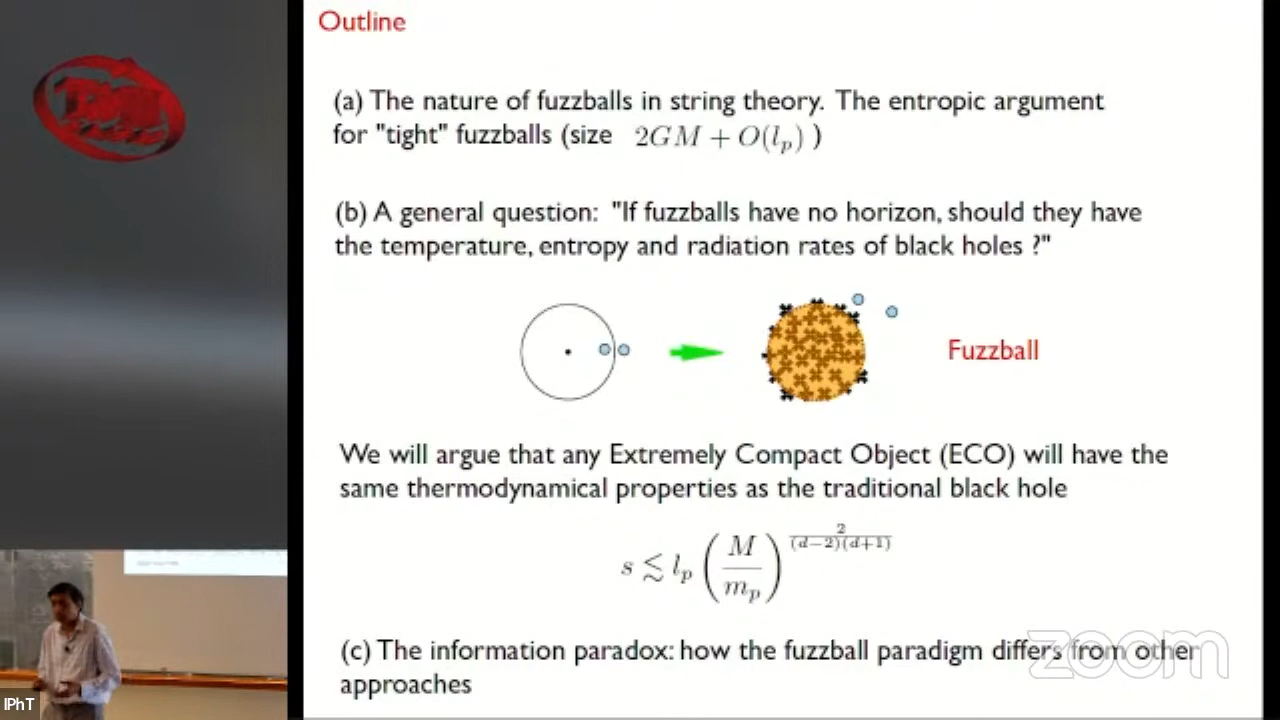 Outline
(a) The nature of fuzzballs in string theory. The entropic argument
for "tight" fuzzballs (size 2GM + O(l_p) )
(b) A general question: "If fuzzballs have no horizon, should they have
the temperature, entropy and radiation rates of black holes ?"
Fuzzball
We will argue that any Extremely Compact Object (ECO) will have the
same thermodynamical properties as the traditional black hole
s ≲ l_p (M/m_p)^{2/((d−2)(d+1))}
(c) The information paradox: how the fuzzball paradigm differs from other
approaches
zoom
IPhT